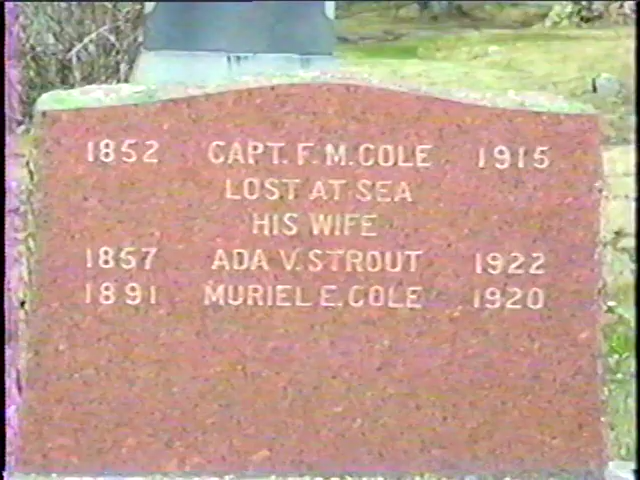 1852 CAPT. F. M. COLE 1915
LOST AT SEA
HIS WIFE
1857 ADA V. STROUT 1922
1891 MURIEL E. COLE 1920